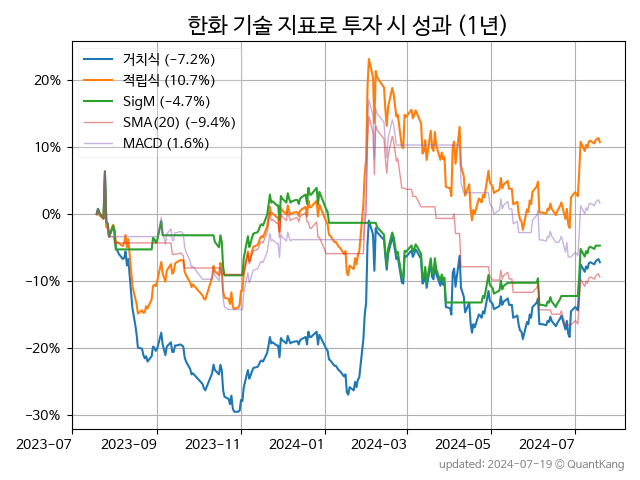 한화 기술 지표로 투자 시 성과 (1년)
거치식 (−7.2%)
적립식 (10.7%)
SigM (−4.7%)
SMA(20) (−9.4%)
MACD (1.6%)
20%
10%
0%
−10%
−20%
−30%
2023-07 2023-09 2023-11 2024-01 2024-03 2024-05 2024-07
updated: 2024-07-19 © QuantKang